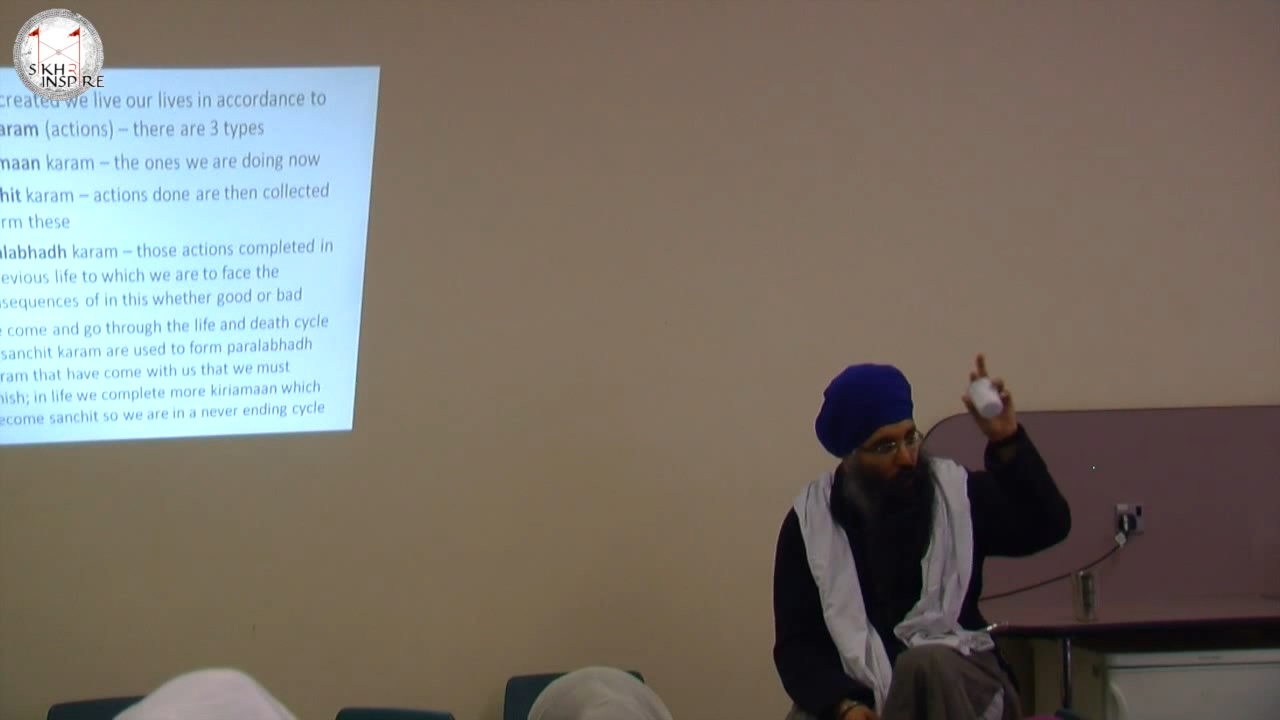 SIKH2
INSPIRE
created we live our lives in accordance to
aram (actions) – there are 3 types
maan karam – the ones we are doing now
hit karam – actions done are then collected
rm these
alabhadh karam – those actions completed in
evious life to which we are to face the
nsequences of in this whether good or bad
e come and go through the life and death cycle
sanchit karam are used to form paralabhadh
ram that have come with us that we must
nish; in life we complete more kiriamaan which
ecome sanchit so we are in a never ending cycle